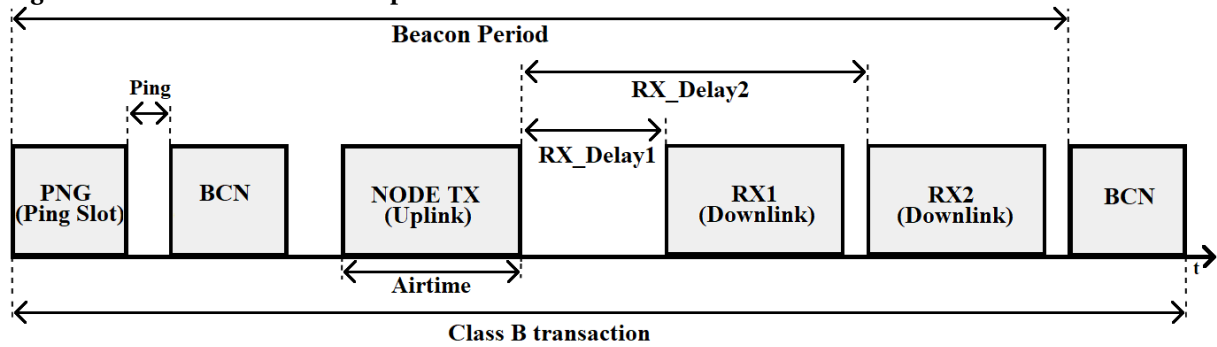 Beacon Period
Ping
RX_Delay2
RX_Delay1
PNG
(Ping Slot)
BCN
NODE TX
(Uplink)
RX1
(Downlink)
RX2
(Downlink)
BCN
t
Airtime
Class B transaction